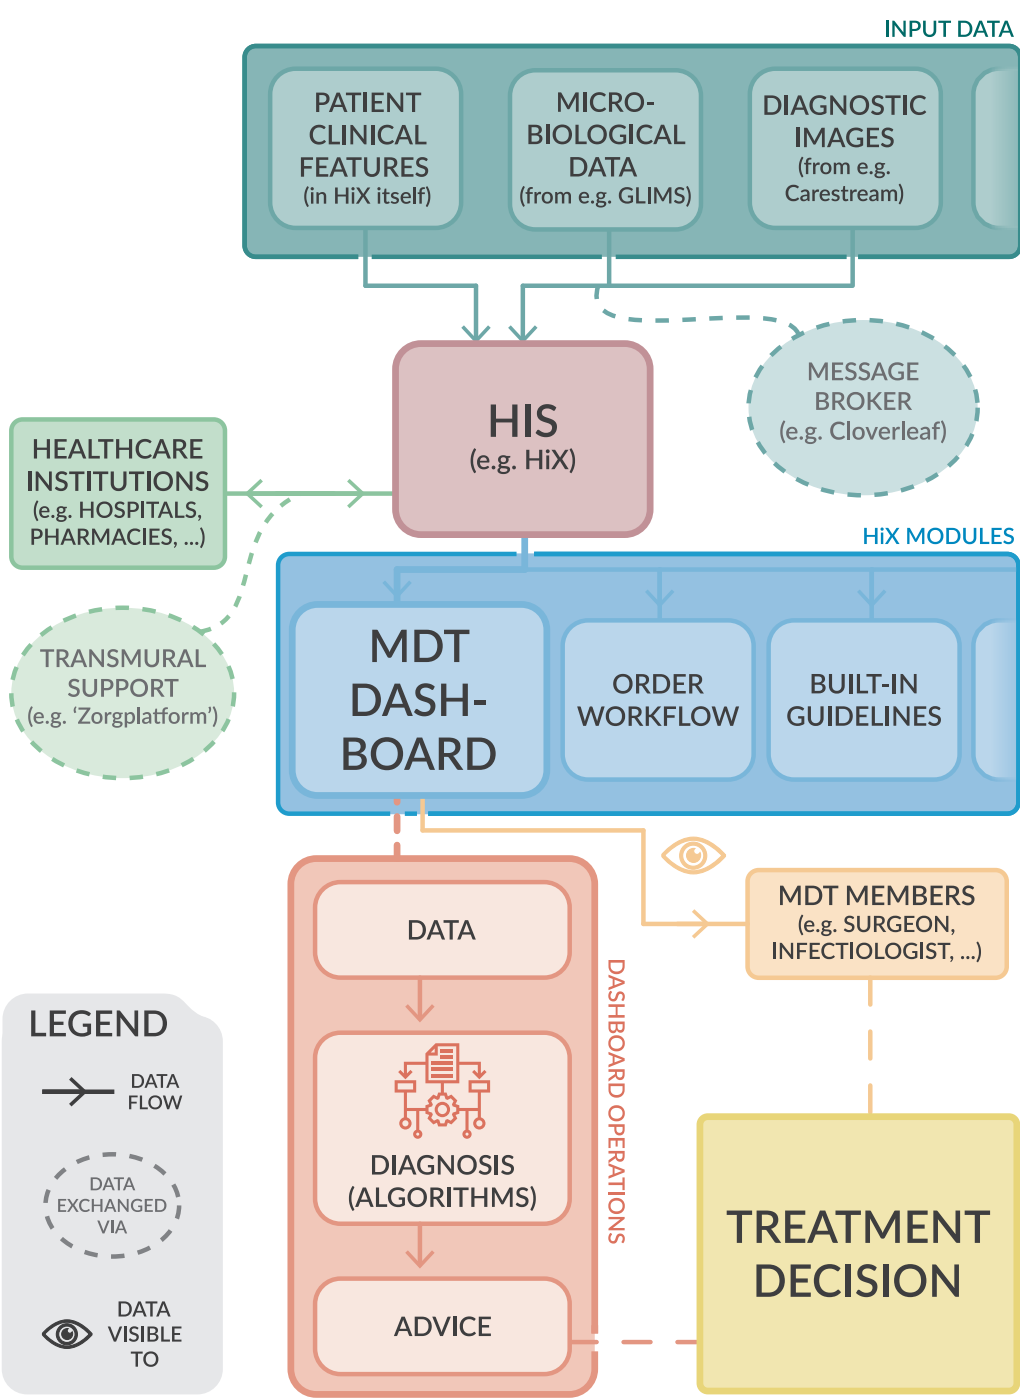 INPUT DATA
PATIENT
CLINICAL
FEATURES
(in HiX itself)
MICRO-
BIOLOGICAL
DATA
(from e.g. GLIMS)
DIAGNOSTIC
IMAGES
(from e.g.
Carestream)
MESSAGE
BROKER
(e.g. Cloverleaf)
HIS
(e.g. HiX)
HEALTHCARE
INSTITUTIONS
(e.g. HOSPITALS,
PHARMACIES, ...)
TRANSMURAL
SUPPORT
(e.g. ‘Zorgplatform’)
HiX MODULES
MDT
DASH-
BOARD
ORDER
WORKFLOW
BUILT-IN
GUIDELINES
MDT MEMBERS
(e.g. SURGEON,
INFECTIOLOGIST, ...)
DATA
DIAGNOSIS
(ALGORITHMS)
ADVICE
DASHBOARD OPERATIONS
TREATMENT
DECISION
LEGEND
DATA
FLOW
DATA
EXCHANGED
VIA
DATA
VISIBLE
TO